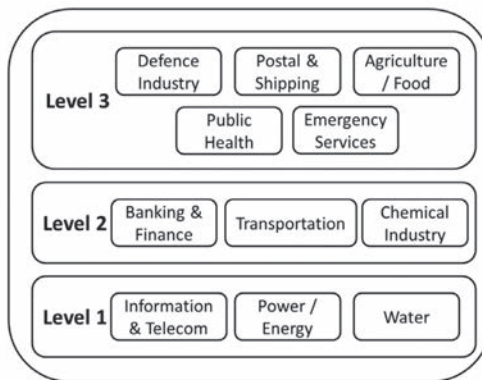 Level 3
Defence
Industry
Postal &
Shipping
Agriculture
/ Food
Public
Health
Emergency
Services
Level 2
Banking &
Finance
Transportation
Chemical
Industry
Level 1
Information
& Telecom
Power /
Energy
Water